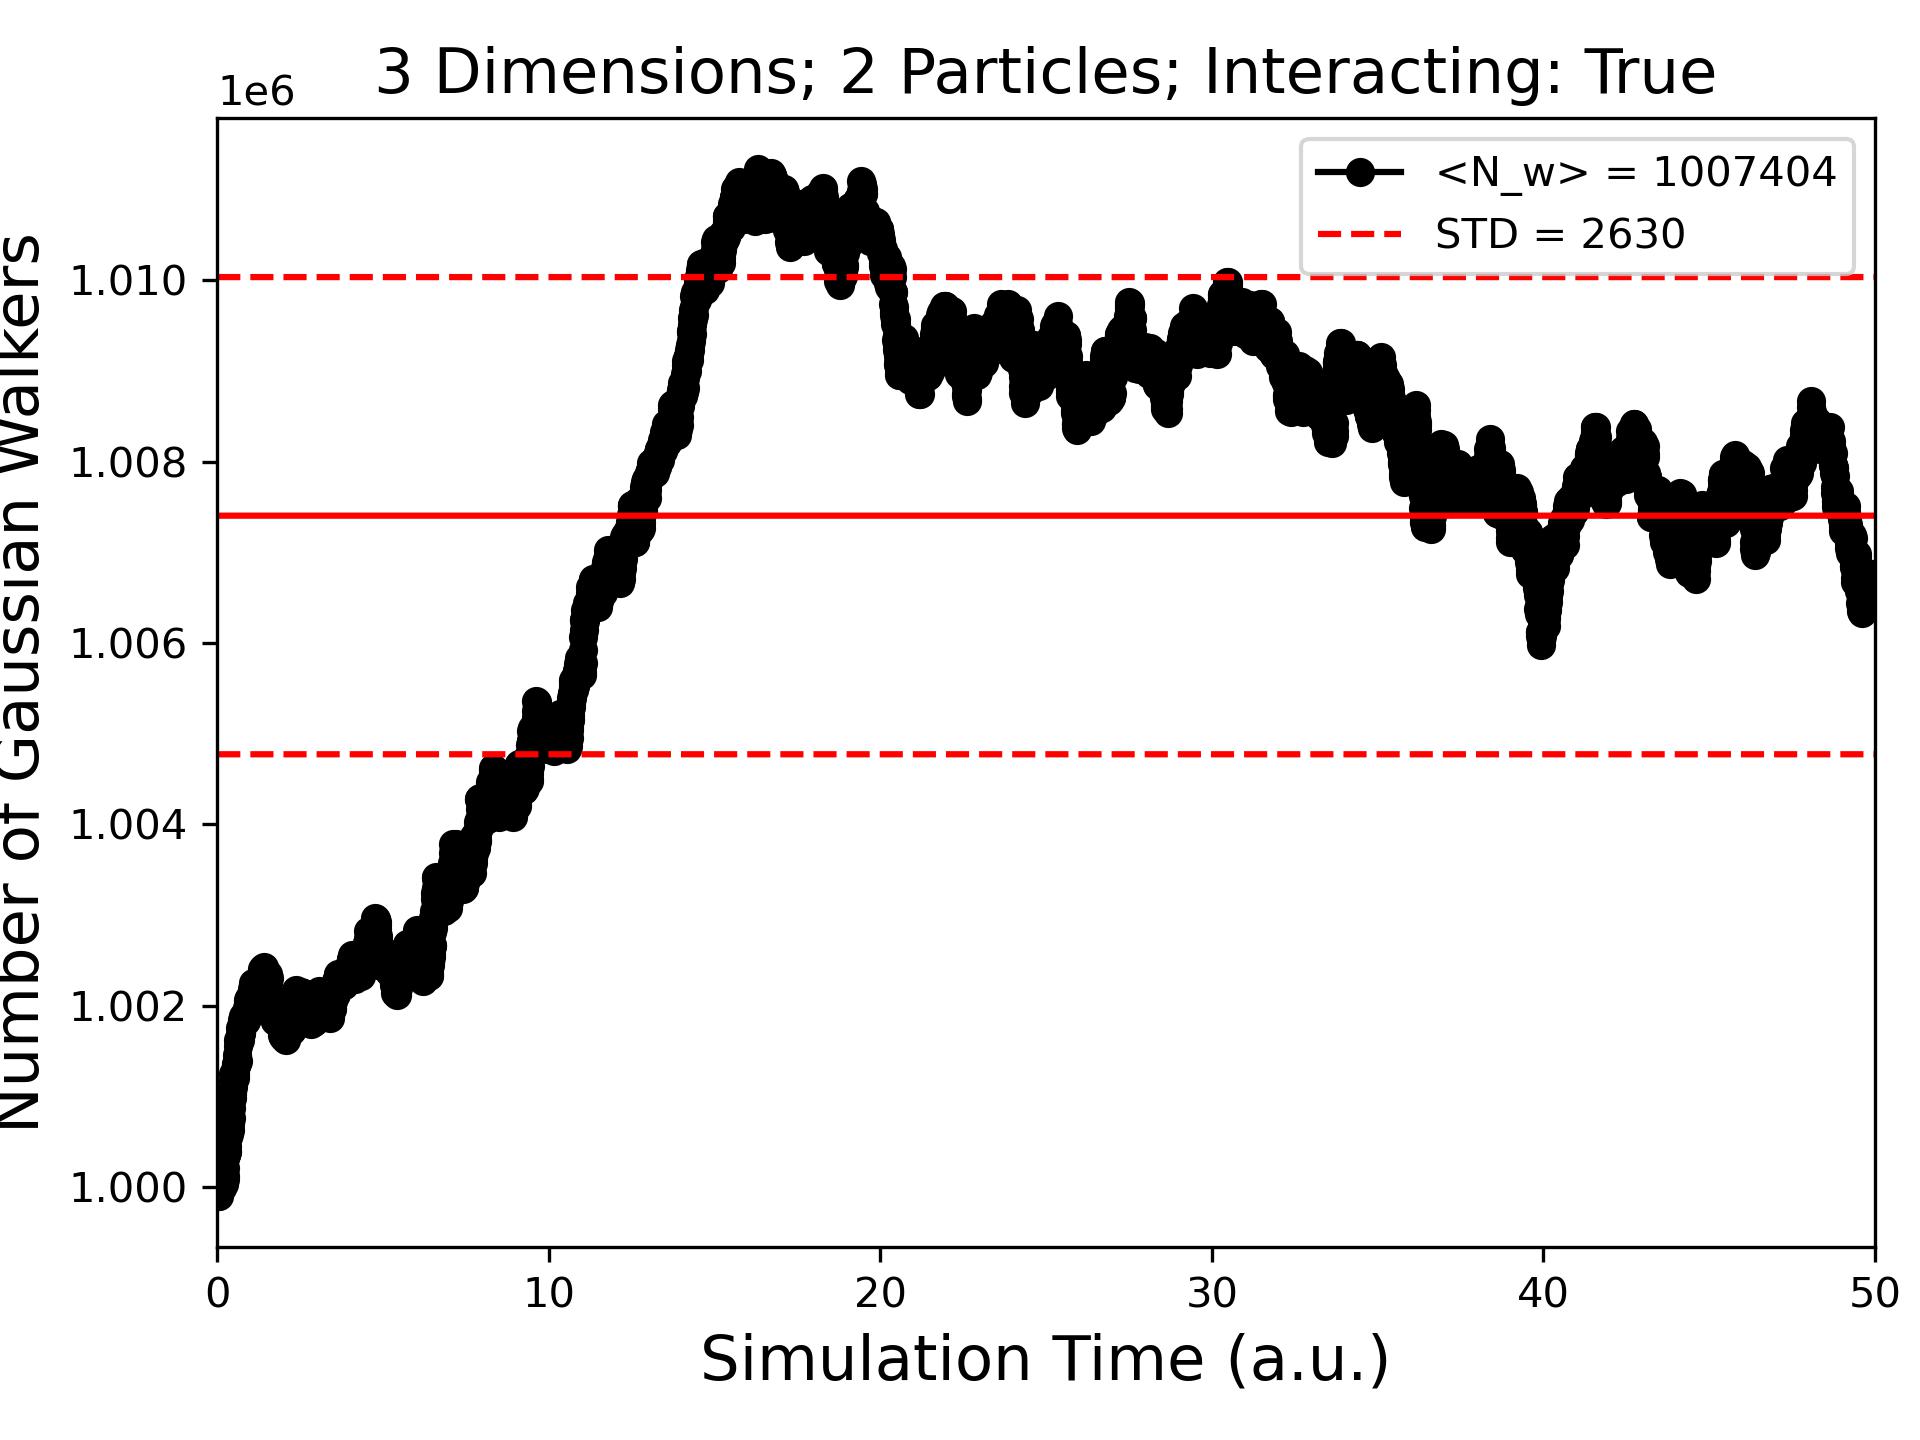 3 Dimensions; 2 Particles; Interacting: True
1e6
<N_w> = 1007404
STD = 2630
Number of Gaussian Walkers
1.010
1.008
1.006
1.004
1.002
1.000
0 10 20 30 40 50
Simulation Time (a.u.)